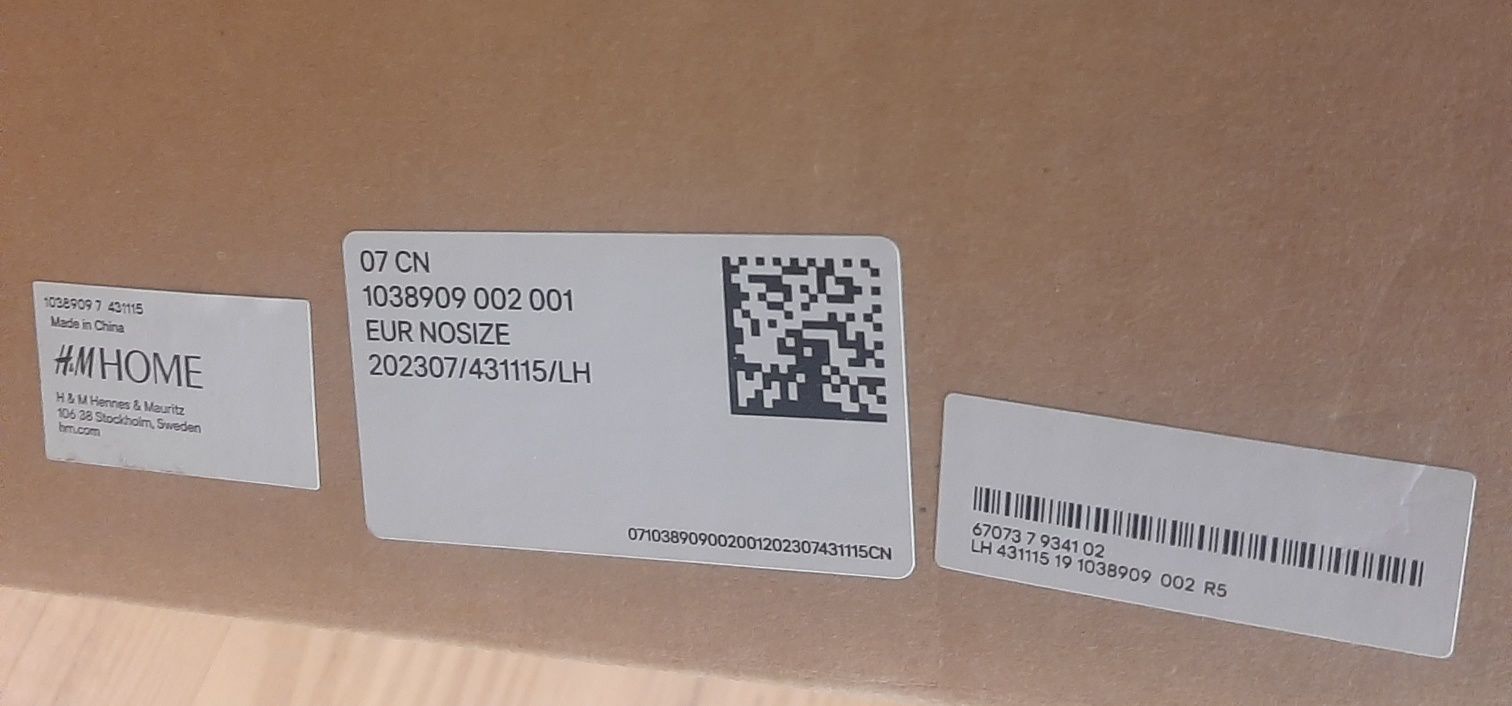 1038909 7 431115
Made in China
H&M HOME
H & M Hennes & Mauritz
106 38 Stockholm, Sweden
hm.com
07 CN
1038909 002 001
EUR NOSIZE
202307/431115/LH
071038909002001202307431115CN
67073 7 9341 02
LH 431115 19 1038909 002 R5